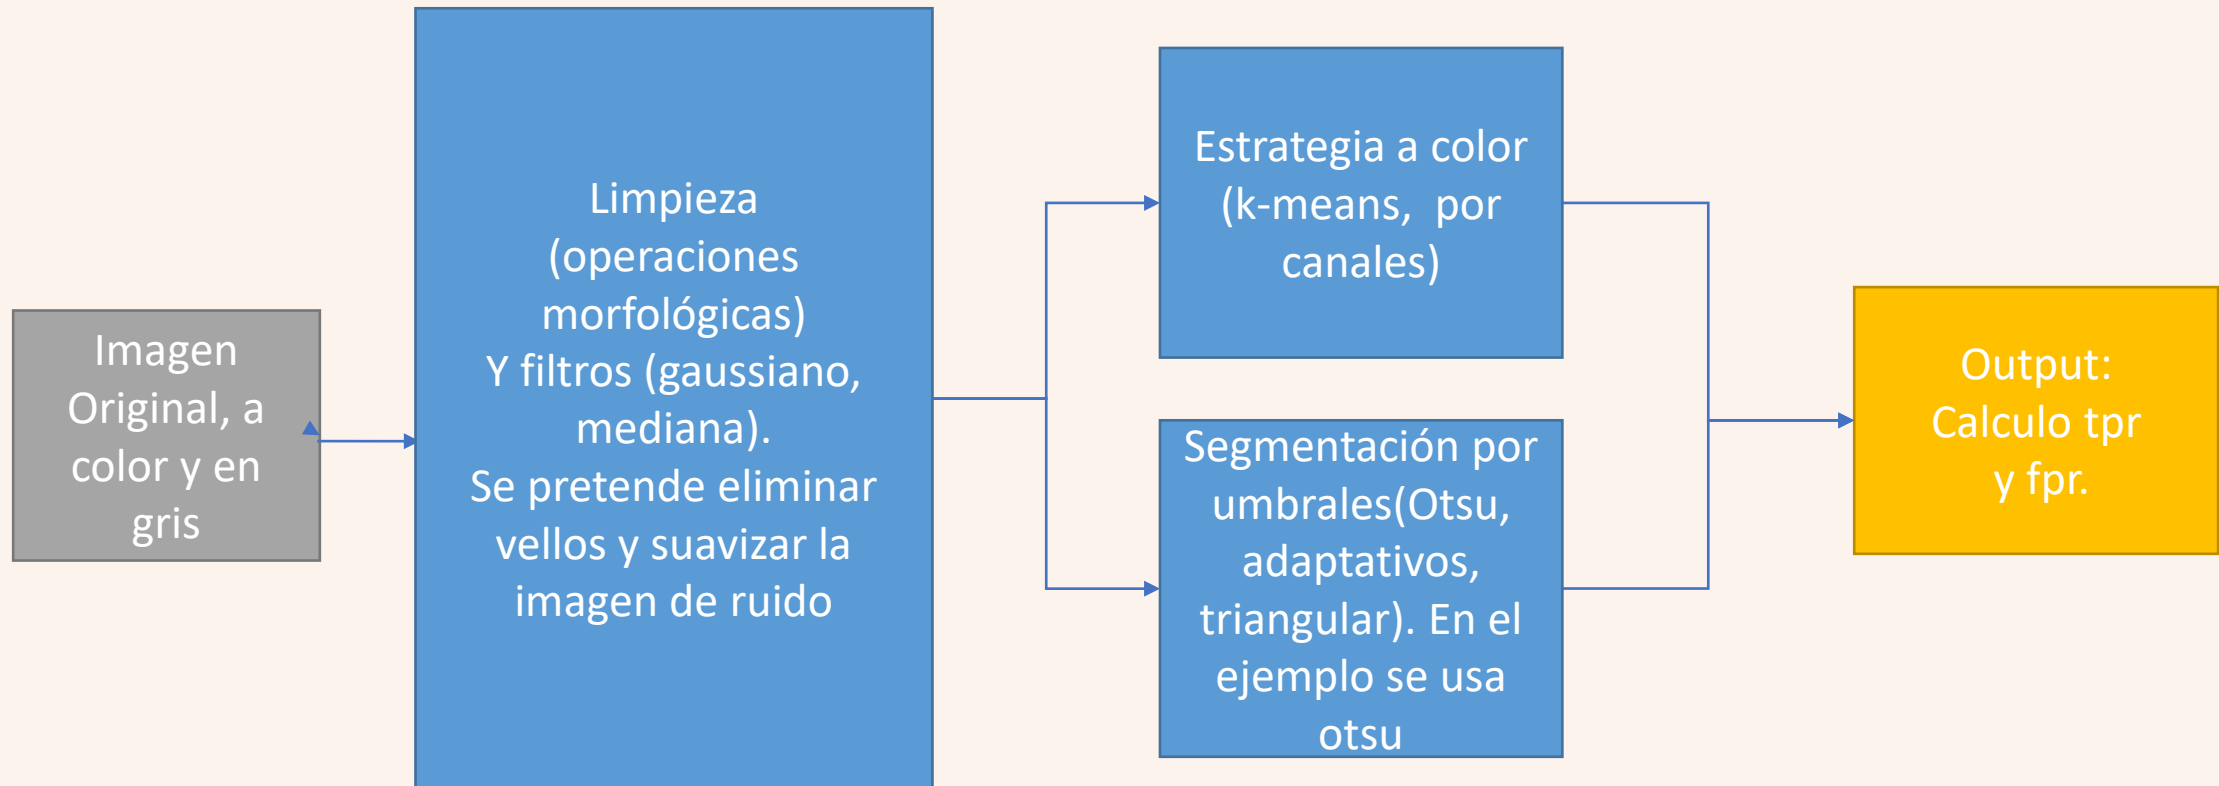 Imagen
Original, a
color y en
gris
Limpieza
(operaciones
morfológicas)
Y filtros (gaussiano,
mediana).
Se pretende eliminar
vellos y suavizar la
imagen de ruido
Estrategia a color
(k-means, por
canales)
Segmentación por
umbrales(Otsu,
adaptativos,
triangular). En el
ejemplo se usa
otsu
Output:
Calculo tpr
y fpr.